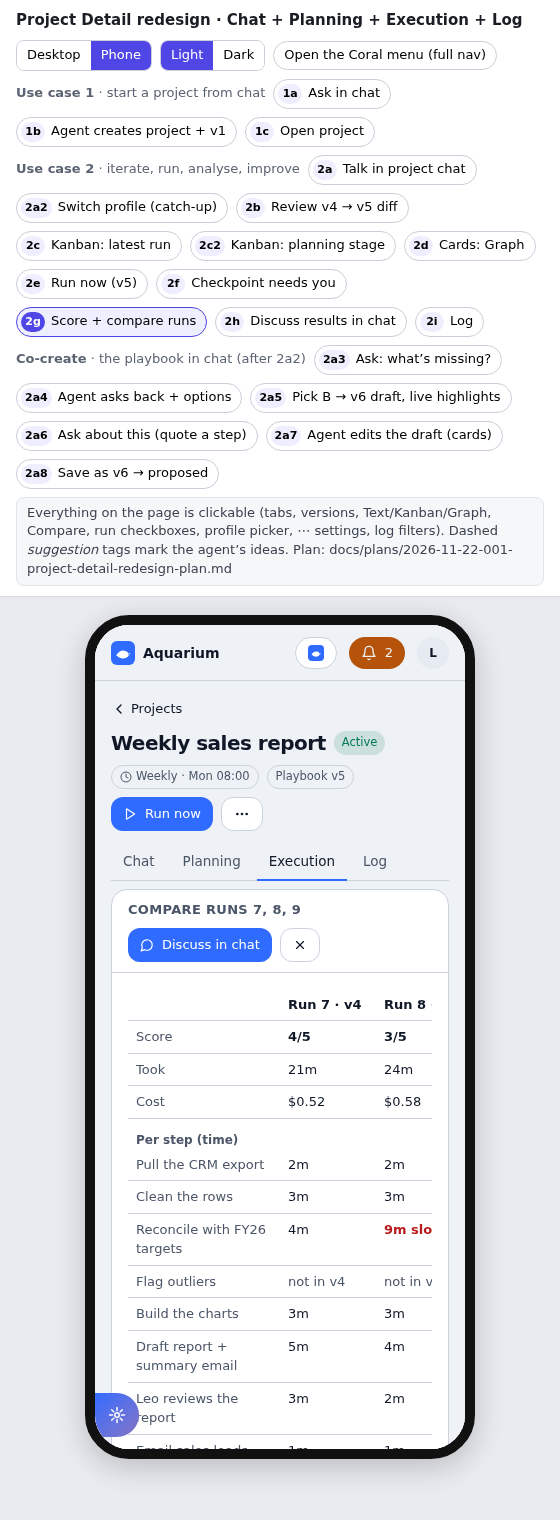 Project Detail redesign · Chat + Planning + Execution + Log
Desktop Phone Light Dark Open the Coral menu (full nav)
Use case 1 · start a project from chat 1a Ask in chat
1b Agent creates project + v1 1c Open project
Use case 2 · iterate, run, analyse, improve 2a Talk in project chat
2a2 Switch profile (catch-up) 2b Review v4 → v5 diff
2c Kanban: latest run 2c2 Kanban: planning stage 2d Cards: Graph
2e Run now (v5) 2f Checkpoint needs you
2g Score + compare runs 2h Discuss results in chat 2i Log
Co-create · the playbook in chat (after 2a2) 2a3 Ask: what’s missing?
2a4 Agent asks back + options 2a5 Pick B → v6 draft, live highlights
2a6 Ask about this (quote a step) 2a7 Agent edits the draft (cards)
2a8 Save as v6 → proposed
Everything on the page is clickable (tabs, versions, Text/Kanban/Graph,
Compare, run checkboxes, profile picker, ··· settings, log filters). Dashed
suggestion tags mark the agent’s ideas. Plan: docs/plans/2026-11-22-001-
project-detail-redesign-plan.md
Aquarium 2 L
Projects
Weekly sales report Active
Weekly · Mon 08:00 Playbook v5
Run now
Chat Planning Execution Log
COMPARE RUNS 7, 8, 9
Discuss in chat
Run 7 · v4 Run 8
Score 4/5 3/5
Took 21m 24m
Cost $0.52 $0.58
Per step (time)
Pull the CRM export 2m 2m
Clean the rows 3m 3m
Reconcile with FY26 4m 9m slo
targets
Flag outliers not in v4 not in v
Build the charts 3m 3m
Draft report + 5m 4m
summary email
Leo reviews the 3m 2m
report
Email sales leads 1m 1m